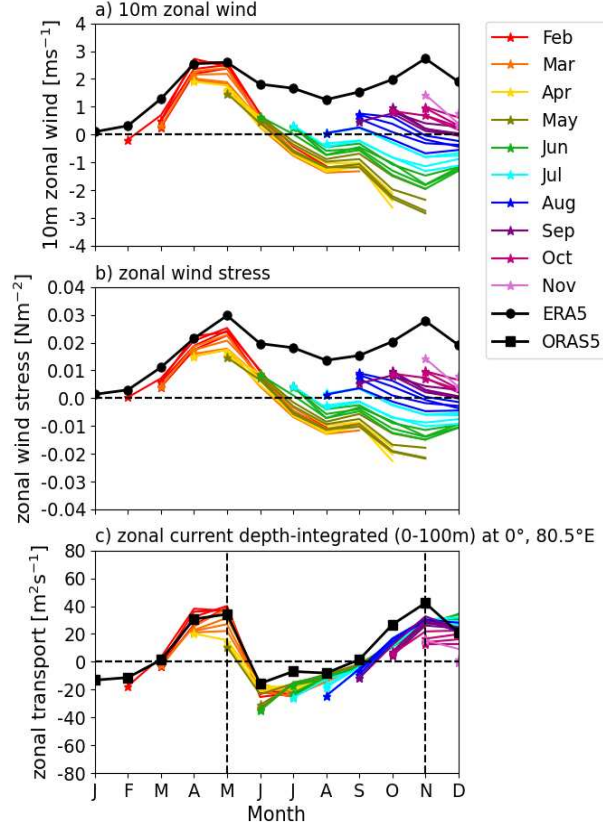 a) 10m zonal wind
10m zonal wind [ms⁻¹]
4
3
2
1
0
-1
-2
-3
-4
Feb
Mar
Apr
May
Jun
Jul
Aug
Sep
Oct
Nov
ERA5
ORAS5
b) zonal wind stress
zonal wind stress [Nm⁻²]
0.04
0.03
0.02
0.01
0.00
-0.01
-0.02
-0.03
-0.04
c) zonal current depth-integrated (0-100m) at 0°, 80.5°E
zonal transport [m²s⁻¹]
80
60
40
20
0
-20
-40
-60
-80
J F M A M J J A S O N D
Month